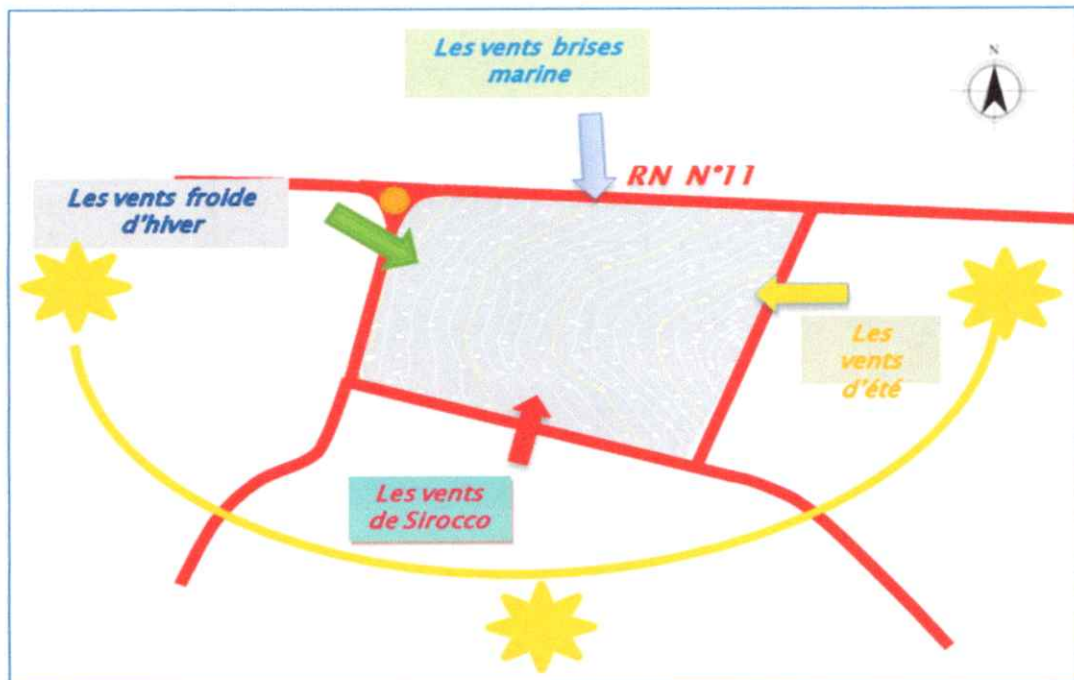 Les vents brises
marine
N
RN N°11
Les vents froide
d'hiver
Les
vents
d'été
Les vents
de Sirocco